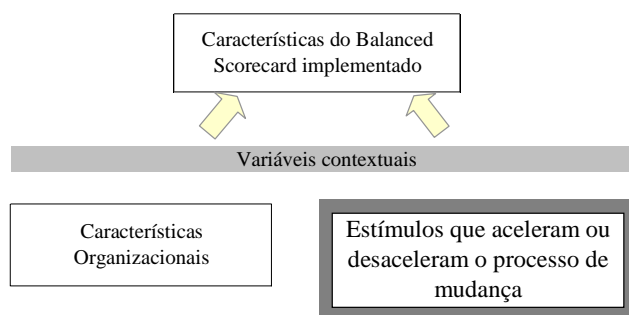 Características do Balanced
Scorecard implementado
Variáveis contextuais
Características
Organizacionais
Estímulos que aceleram ou
desaceleram o processo de
mudança